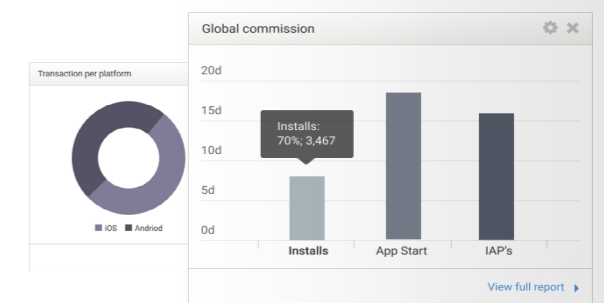 Global commission
Transaction per platform
iOS Andriod
20d
15d
10d
5d
0d
Installs:
70%; 3,467
Installs App Start IAP's
View full report